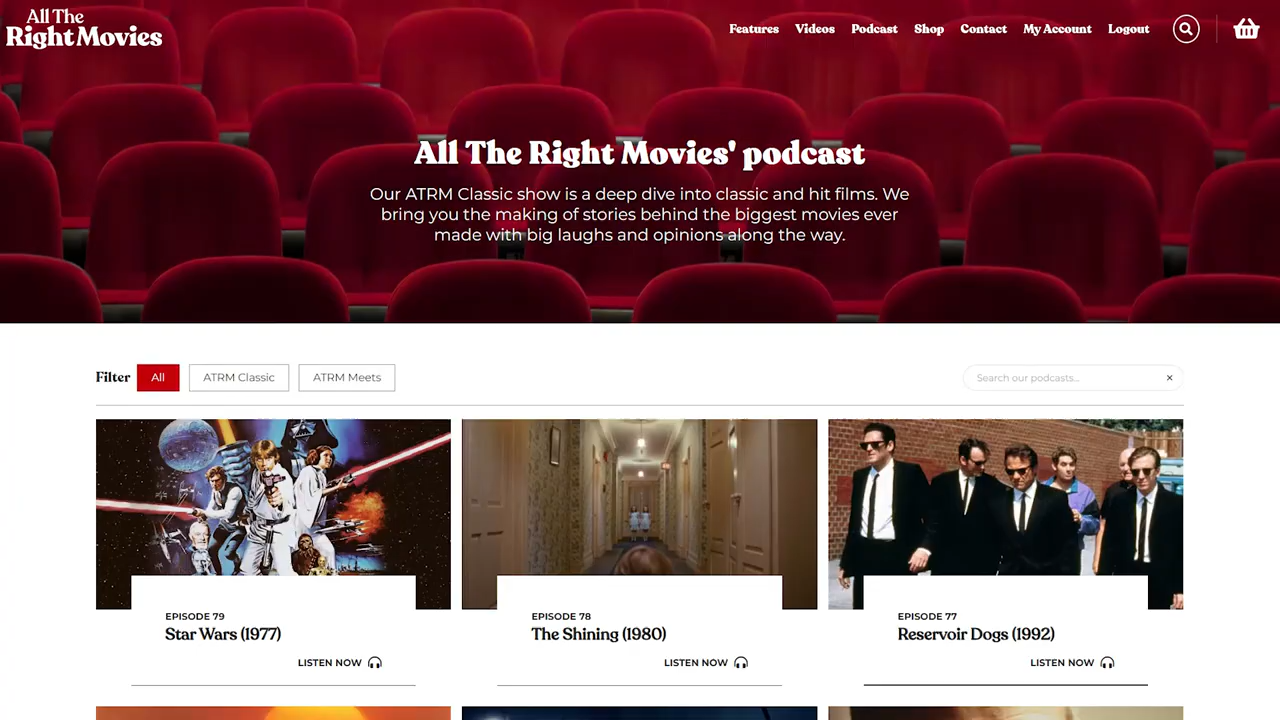 All The
Right Movies
Features Videos Podcast Shop Contact My Account Logout
All The Right Movies' podcast
Our ATRM Classic show is a deep dive into classic and hit films. We
bring you the making of stories behind the biggest movies ever
made with big laughs and opinions along the way.
Filter All ATRM Classic ATRM Meets Search our podcasts... ×
EPISODE 79
Star Wars (1977)
LISTEN NOW
EPISODE 78
The Shining (1980)
LISTEN NOW
EPISODE 77
Reservoir Dogs (1992)
LISTEN NOW